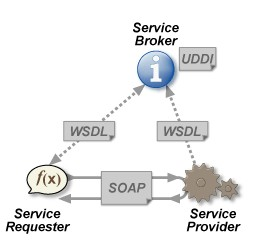 Service
Broker
UDDI
i
WSDL
WSDL
f(x)
SOAP
Service
Requester
Service
Provider